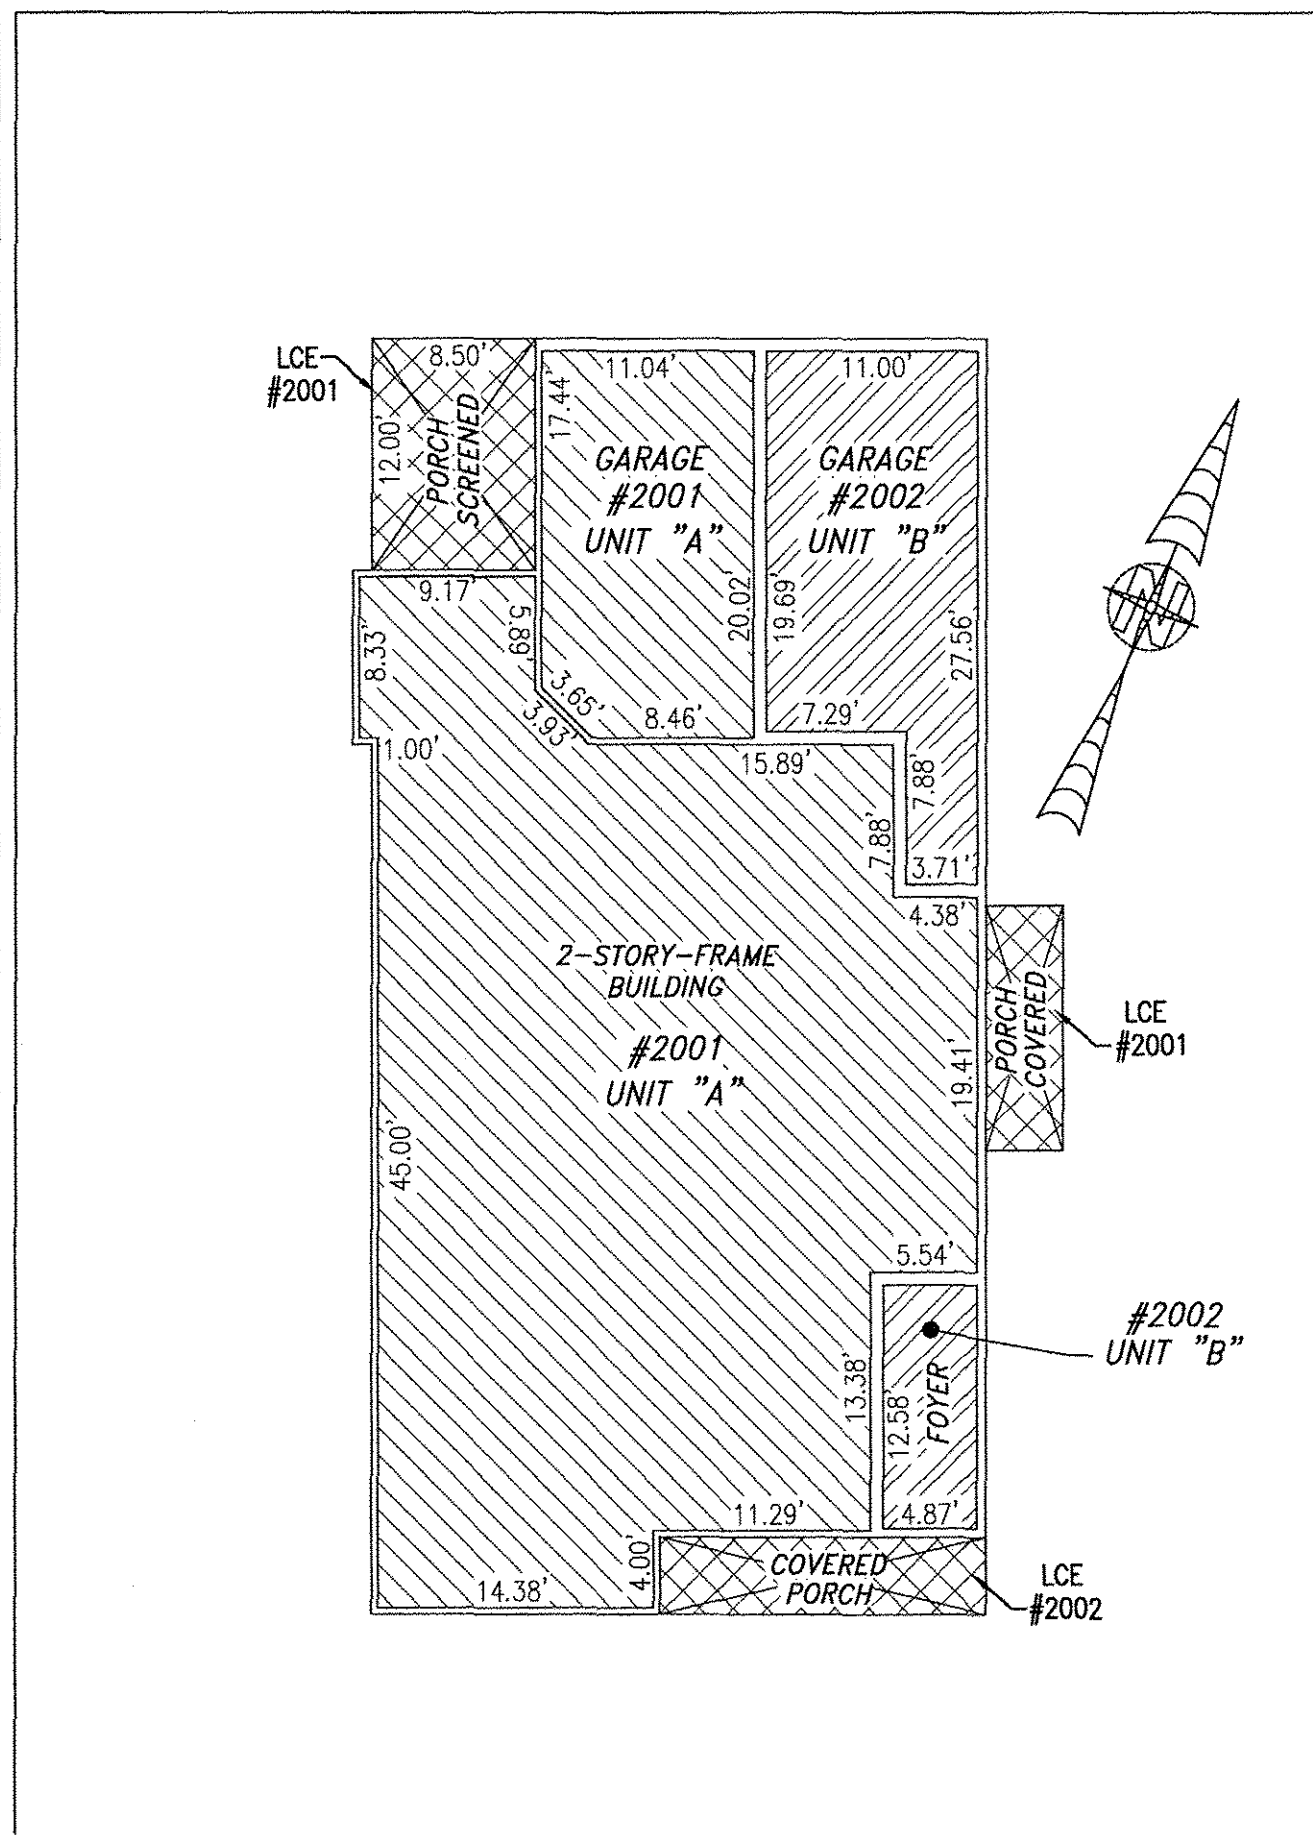 LCE
#2001
8.50'
12.00'
PORCH
SCREENED
17.44'
11.04'
GARAGE
#2001
UNIT "A"
20.02'
11.00'
GARAGE
#2002
UNIT "B"
19.69'
27.56'
9.17'
5.89'
8.33'
3.65'
3.93'
8.46'
7.29'
1.00'
15.89'
7.88'
7.88'
3.71'
4.38'
2-STORY-FRAME
BUILDING
#2001
UNIT "A"
PORCH
COVERED
LCE
#2001
19.41'
45.00'
5.54'
#2002
UNIT "B"
13.38'
12.58'
FOYER
11.29'
4.87'
4.00'
14.38'
COVERED
PORCH
LCE
#2002
N